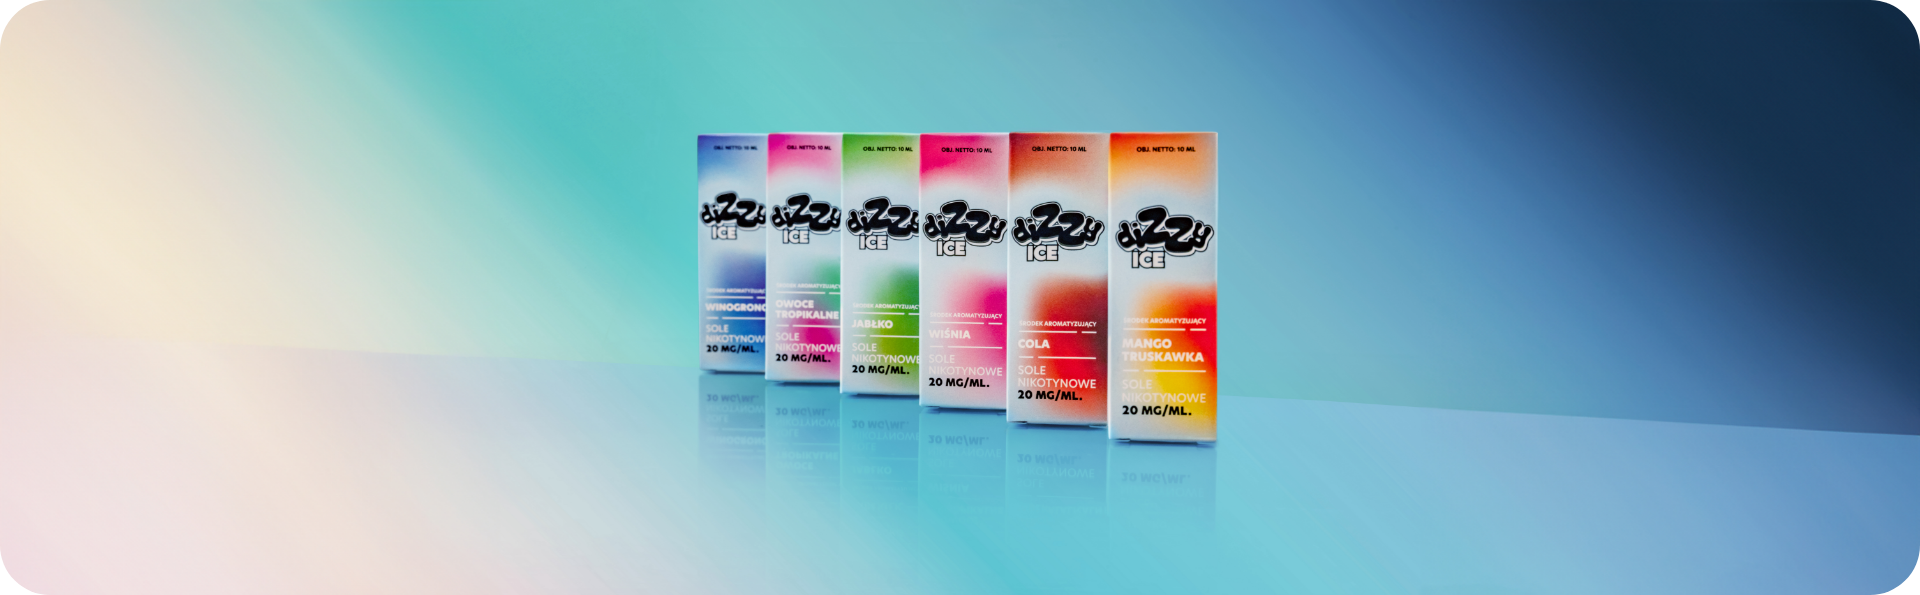 OBJ. NETTO: 10 ML
dizzy
ICE
ŚRODEK AROMATYZUJĄCY
WINOGRONO
SOLE
NIKOTYNOWE
20 MG/ML.
OBJ. NETTO: 10 ML
dizzy
ICE
ŚRODEK AROMATYZUJĄCY
OWOCE
TROPIKALNE
SOLE
NIKOTYNOWE
20 MG/ML.
OBJ. NETTO: 10 ML
dizzy
ICE
ŚRODEK AROMATYZUJĄCY
JABŁKO
SOLE
NIKOTYNOWE
20 MG/ML.
OBJ. NETTO: 10 ML
dizzy
ICE
ŚRODEK AROMATYZUJĄCY
WIŚNIA
SOLE
NIKOTYNOWE
20 MG/ML.
OBJ. NETTO: 10 ML
dizzy
ICE
ŚRODEK AROMATYZUJĄCY
COLA
SOLE
NIKOTYNOWE
20 MG/ML.
OBJ. NETTO: 10 ML
dizzy
ICE
ŚRODEK AROMATYZUJĄCY
MANGO
TRUSKAWKA
SOLE
NIKOTYNOWE
20 MG/ML.